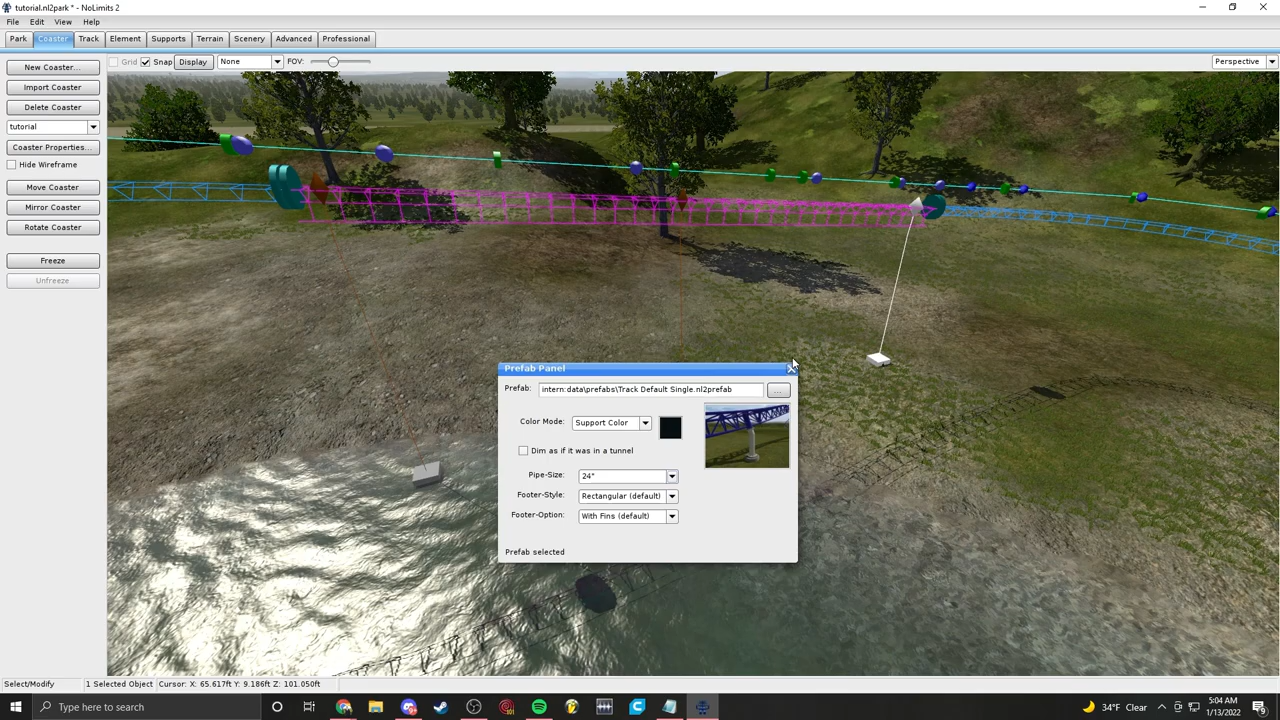 tutorial.nl2park * - NoLimits 2
File Edit View Help
Park Coaster Track Element Supports Terrain Scenery Advanced Professional
Grid Snap Display None FOV: Perspective
New Coaster...
Import Coaster
Delete Coaster
tutorial
Coaster Properties...
Hide Wireframe
Move Coaster
Mirror Coaster
Rotate Coaster
Freeze
Unfreeze
Prefab Panel
Prefab: intern:data\prefabs\Track Default Single.nl2prefab ...
Color Mode: Support Color
Dim as if it was in a tunnel
Pipe-Size: 24"
Footer-Style: Rectangular (default)
Footer-Option: With Fins (default)
Prefab selected
Select/Modify 1 Selected Object Cursor: X: 65.617ft Y: 9.186ft Z: 101.050ft
Type here to search
34°F Clear
5:04 AM
1/13/2022